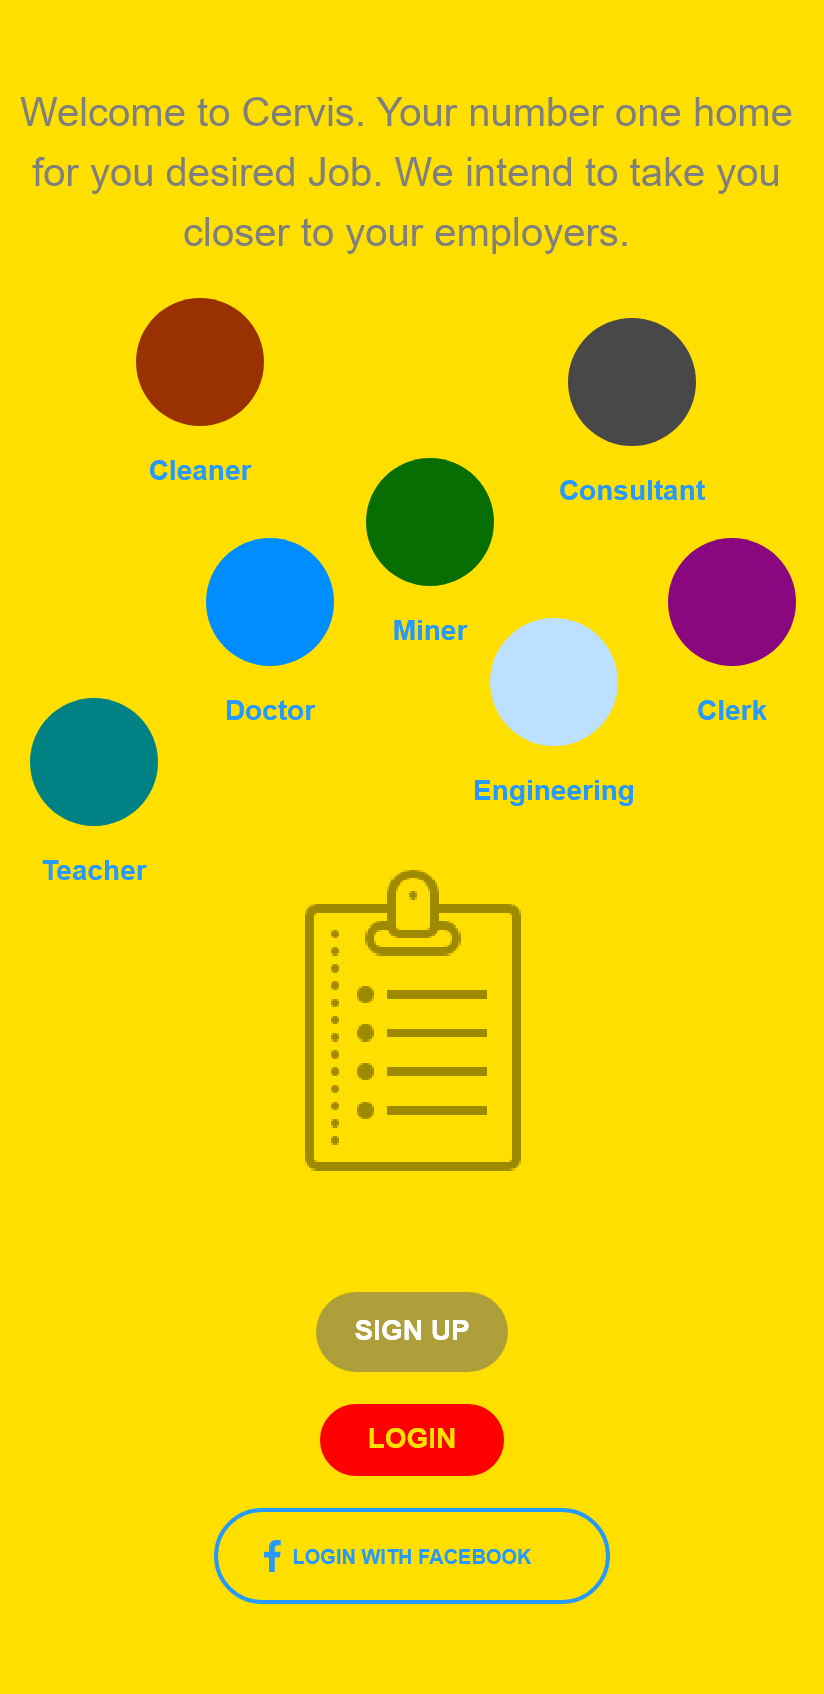 Welcome to Cervis. Your number one home
for you desired Job. We intend to take you
closer to your employers.
Cleaner
Consultant
Miner
Doctor
Clerk
Engineering
Teacher
SIGN UP
LOGIN
LOGIN WITH FACEBOOK